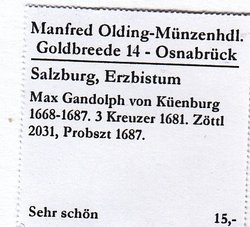 Manfred Olding-Münzenhdl.
Goldbreede 14 - Osnabrück
Salzburg, Erzbistum
Max Gandolph von Küenburg
1668-1687. 3 Kreuzer 1681. Zöttl
2031, Probszt 1687.
Sehr schön 15,-